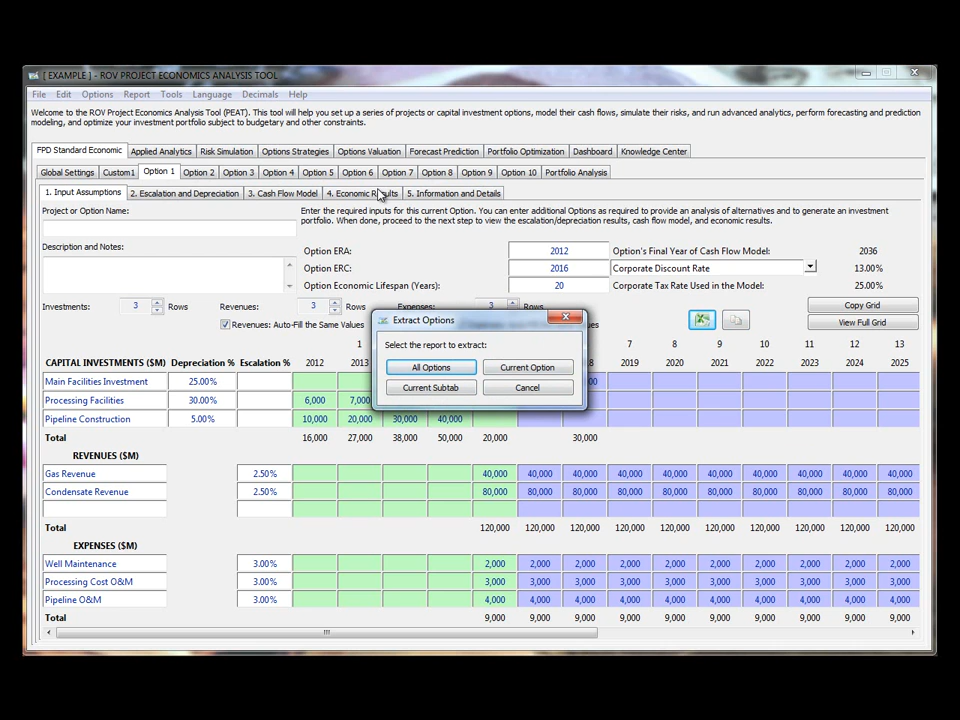 [ EXAMPLE ] - ROV PROJECT ECONOMICS ANALYSIS TOOL
File Edit Options Report Tools Language Decimals Help
Welcome to the ROV Project Economics Analysis Tool (PEAT). This tool will help you set up a series of projects or capital investment options, model their cash flows, simulate their risks, and run advanced analytics, perform forecasting and prediction
modeling, and optimize your investment portfolio subject to budgetary and other constraints.
FPD Standard Economic Applied Analytics Risk Simulation Options Strategies Options Valuation Forecast Prediction Portfolio Optimization Dashboard Knowledge Center
Global Settings Custom1 Option 1 Option 2 Option 3 Option 4 Option 5 Option 6 Option 7 Option 8 Option 9 Option 10 Portfolio Analysis
1. Input Assumptions 2. Escalation and Depreciation 3. Cash Flow Model 4. Economic Results 5. Information and Details
Project or Option Name:
Enter the required inputs for this current Option. You can enter additional Options as required to provide an analysis of alternatives and to generate an investment
portfolio. When done, proceed to the next step to view the escalation/depreciation results, cash flow model, and economic results.
Description and Notes:
Option ERA: 2012 Option's Final Year of Cash Flow Model: 2036
Option ERC: 2016 Corporate Discount Rate 13.00%
Option Economic Lifespan (Years): 20 Corporate Tax Rate Used in the Model: 25.00%
Investments: 3 Rows Revenues: 3 Rows Expenses: 3 Rows
Copy Grid
Revenues: Auto-Fill the Same Values
View Full Grid
Extract Options
Select the report to extract:
All Options Current Option
Current Subtab Cancel
1 7 8 9 10 11 12 13
CAPITAL INVESTMENTS ($M) Depreciation % Escalation % 2012 2013 2019 2020 2021 2022 2023 2024 2025
Main Facilities Investment 25.00%
Processing Facilities 30.00% 6,000 7,000
Pipeline Construction 5.00% 10,000 20,000 30,000 40,000
Total 16,000 27,000 38,000 50,000 20,000 30,000
REVENUES ($M)
Gas Revenue 2.50% 40,000 40,000 40,000 40,000 40,000 40,000 40,000 40,000 40,000 40,000
Condensate Revenue 2.50% 80,000 80,000 80,000 80,000 80,000 80,000 80,000 80,000 80,000 80,000
Total 120,000 120,000 120,000 120,000 120,000 120,000 120,000 120,000 120,000 120,000
EXPENSES ($M)
Well Maintenance 3.00% 2,000 2,000 2,000 2,000 2,000 2,000 2,000 2,000 2,000 2,000
Processing Cost O&M 3.00% 3,000 3,000 3,000 3,000 3,000 3,000 3,000 3,000 3,000 3,000
Pipeline O&M 3.00% 4,000 4,000 4,000 4,000 4,000 4,000 4,000 4,000 4,000 4,000
Total 9,000 9,000 9,000 9,000 9,000 9,000 9,000 9,000 9,000 9,000